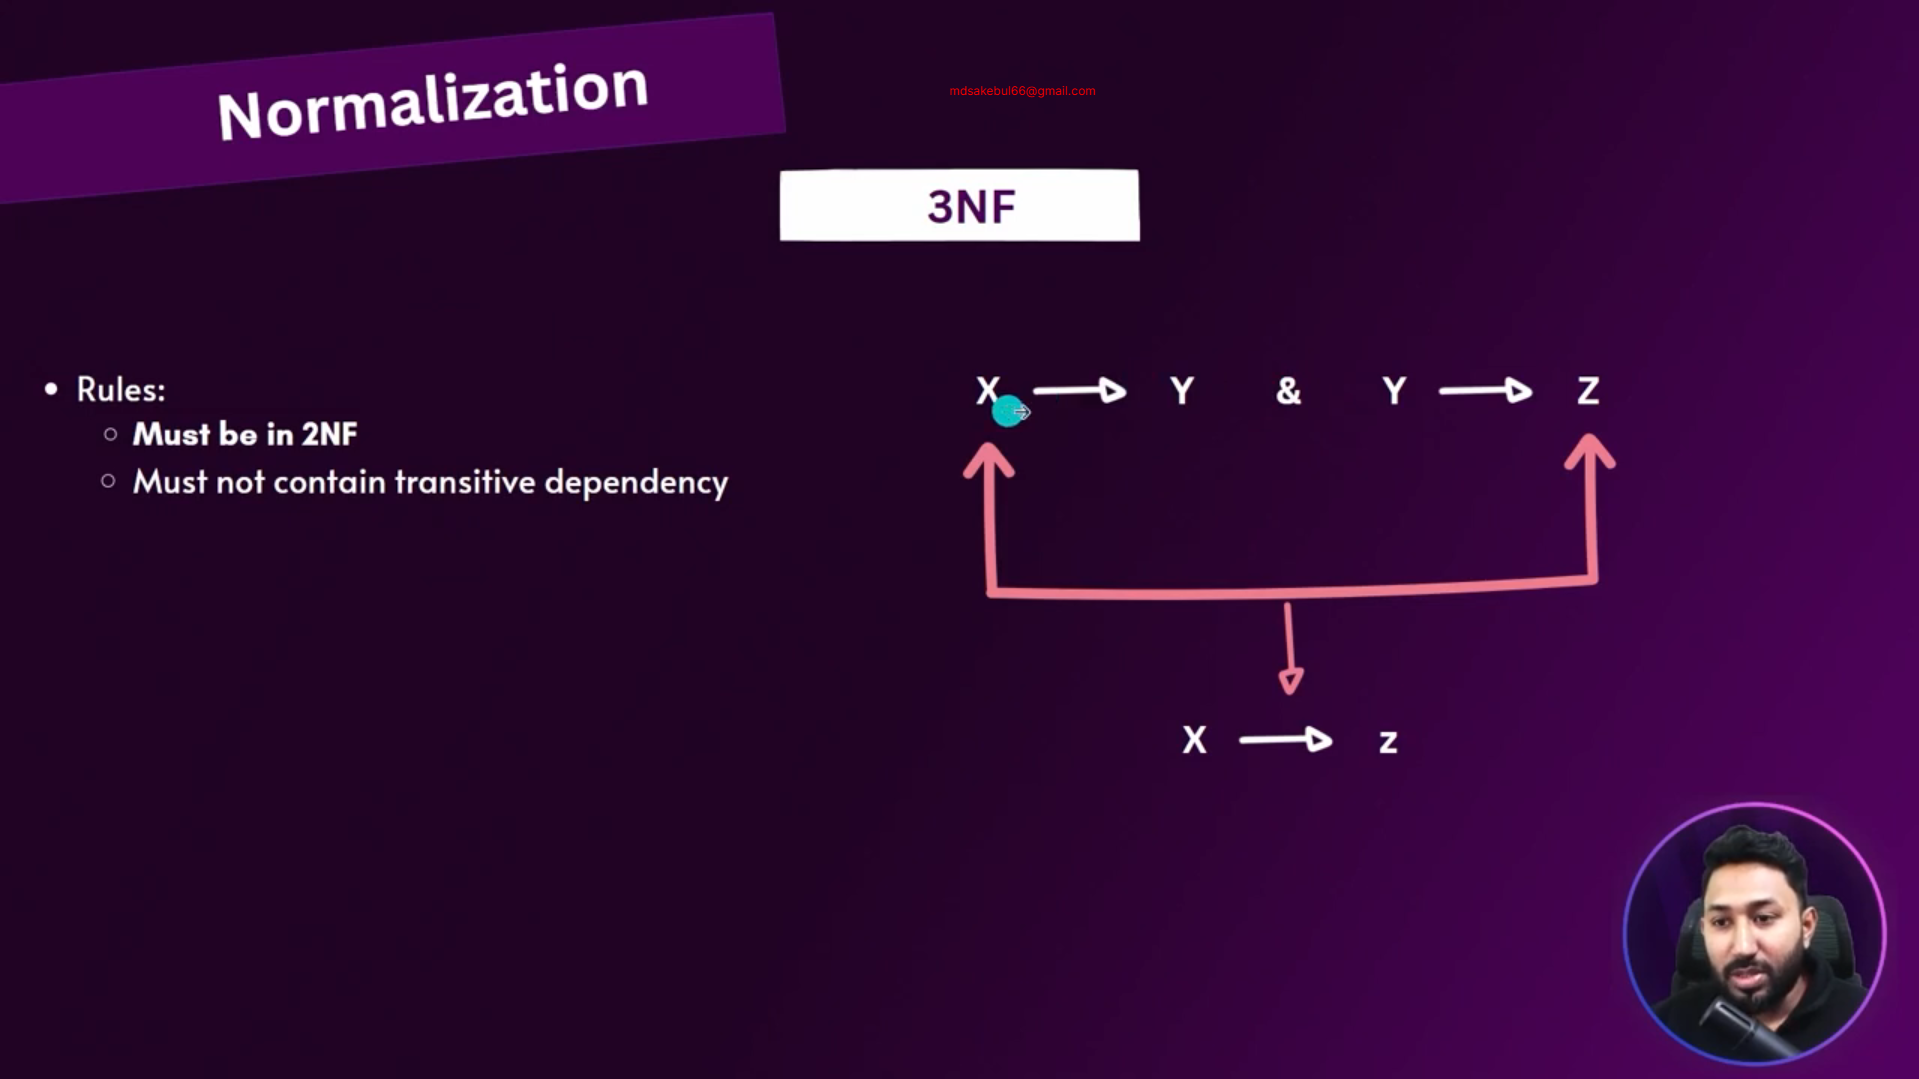 Normalization
mdsakebul66@gmail.com
3NF
Rules:
Must be in 2NF
Must not contain transitive dependency
X Y & Y Z
X z